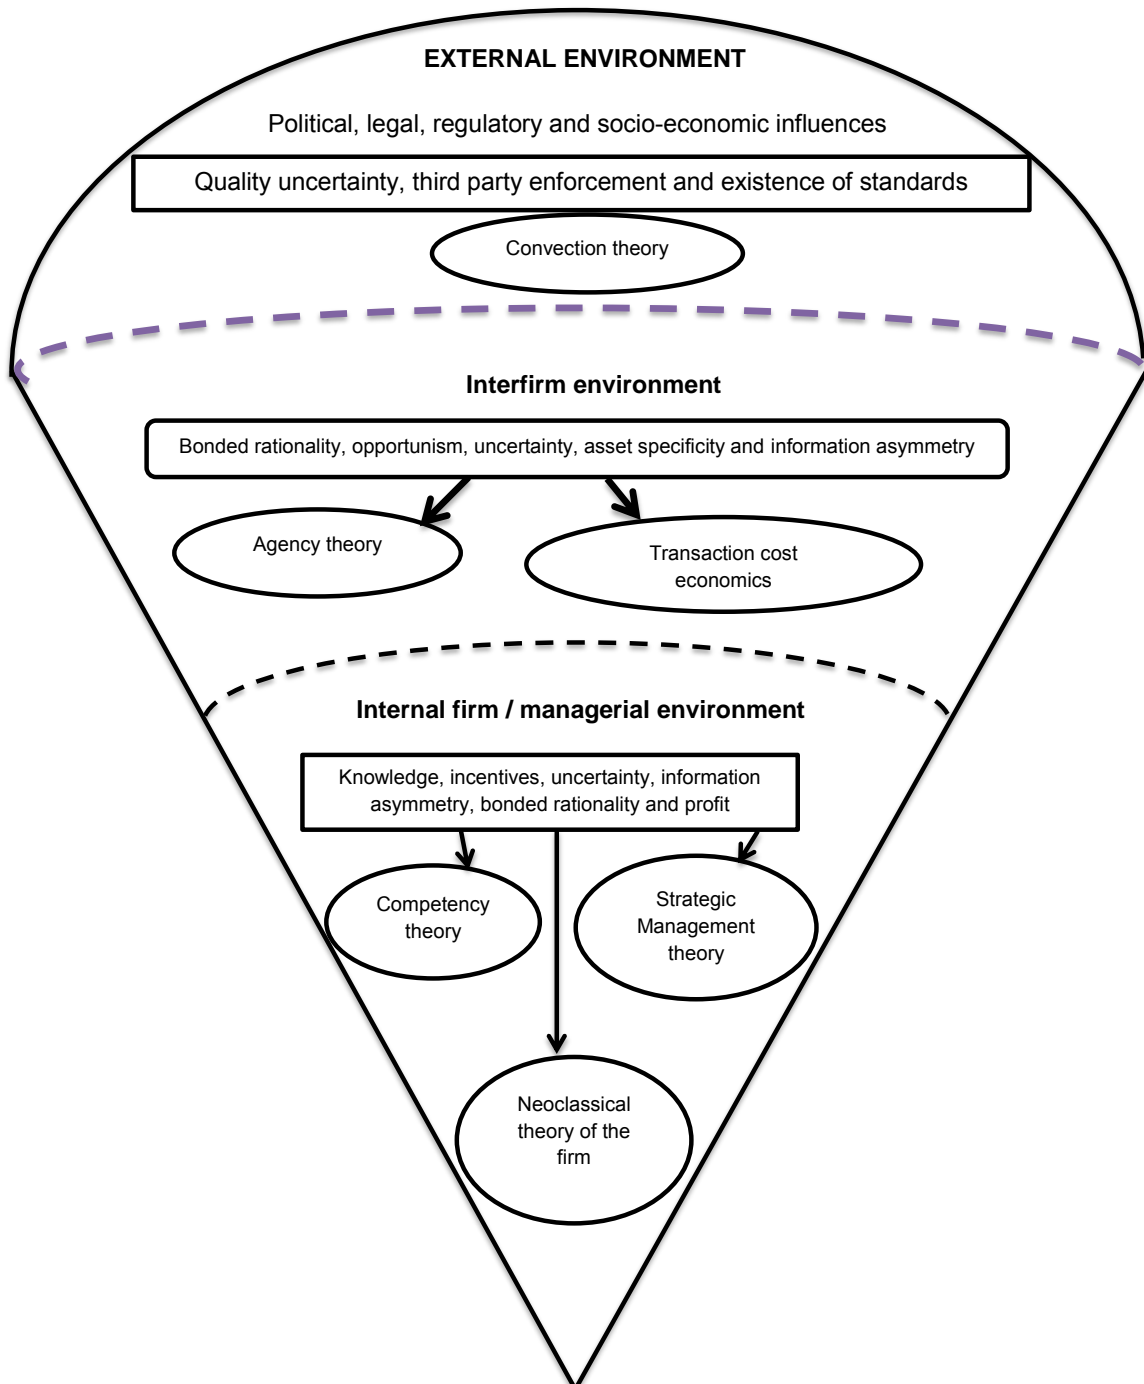 EXTERNAL ENVIRONMENT
Political, legal, regulatory and socio-economic influences
Quality uncertainty, third party enforcement and existence of standards
Convection theory
Interfirm environment
Bonded rationality, opportunism, uncertainty, asset specificity and information asymmetry
Agency theory
Transaction cost
economics
Internal firm / managerial environment
Knowledge, incentives, uncertainty, information
asymmetry, bonded rationality and profit
Competency
theory
Strategic
Management
theory
Neoclassical
theory of the
firm